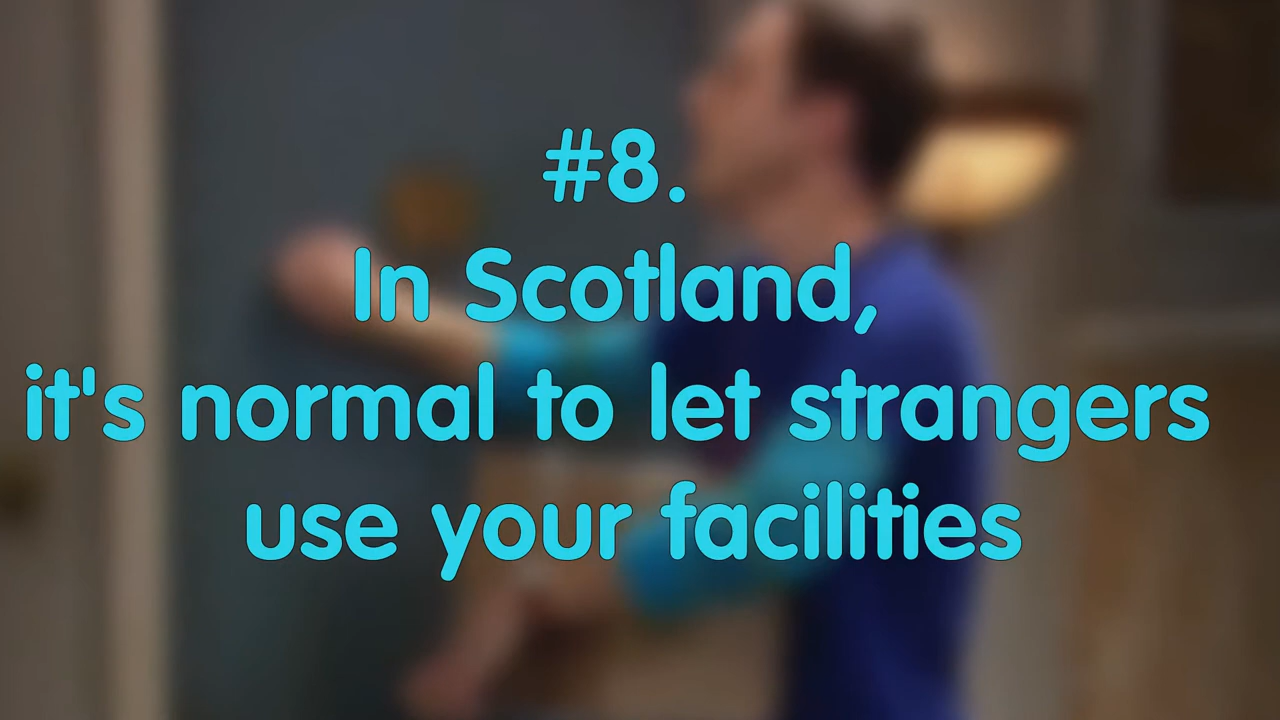 #8.
In Scotland,
it's normal to let strangers
use your facilities